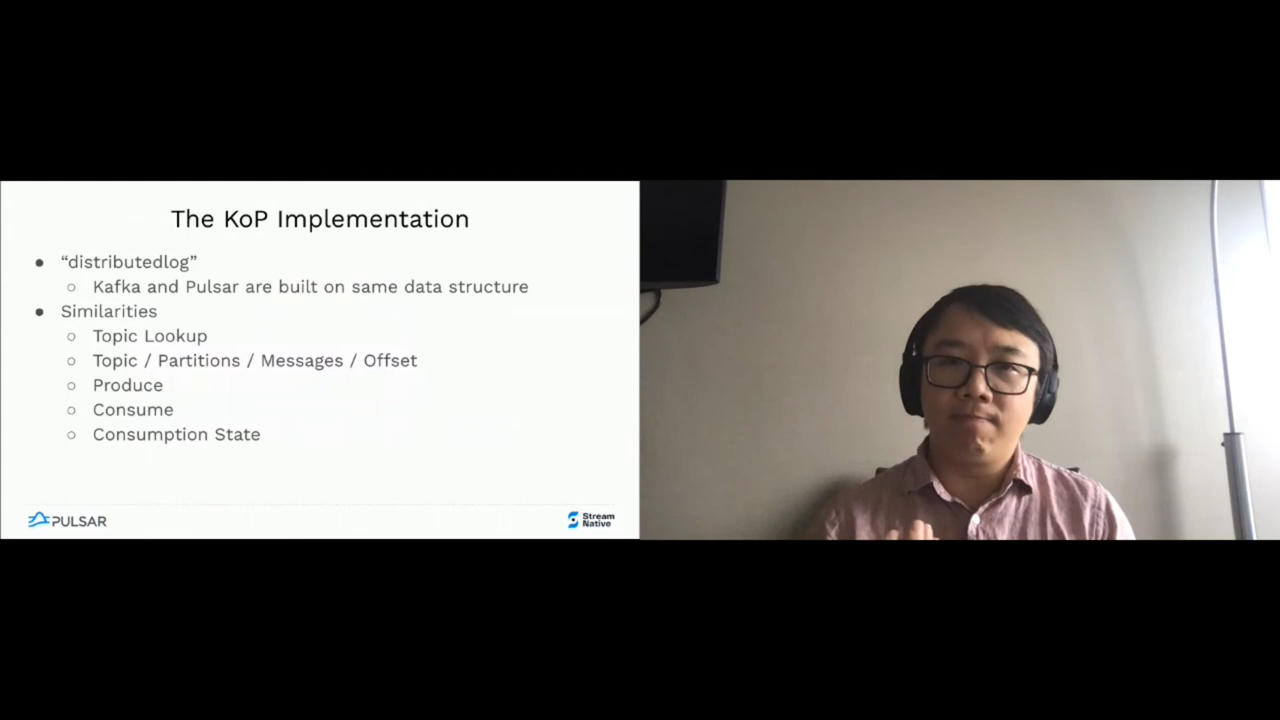 The KoP Implementation
● “distributedlog”
○ Kafka and Pulsar are built on same data structure
● Similarities
○ Topic Lookup
○ Topic / Partitions / Messages / Offset
○ Produce
○ Consume
○ Consumption State
PULSAR
Stream
Native